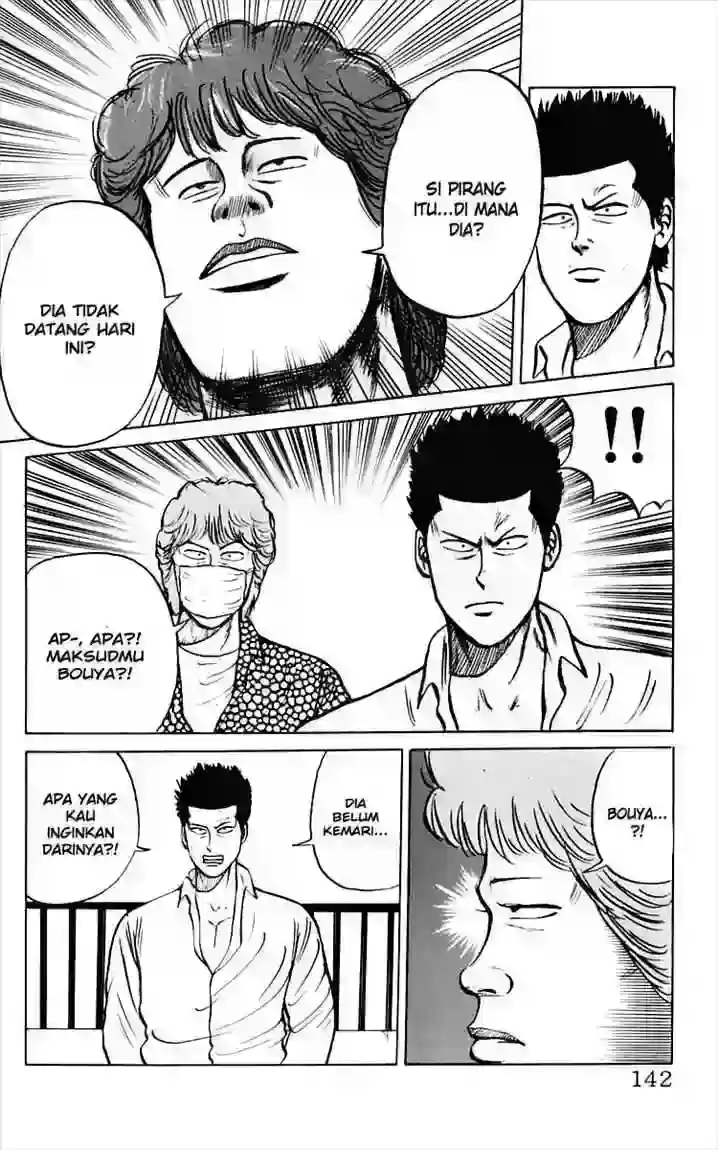 SI PIRANG
ITU...DI MANA
DIA?
DIA TIDAK
DATANG HARI
INI?
!!
AP-, APA?!
MAKSUDMU
BOUYA?!
BOUYA...
?!
DIA
BELUM
KEMARI...
APA YANG
KAU
INGINKAN
DARINYA?!
142